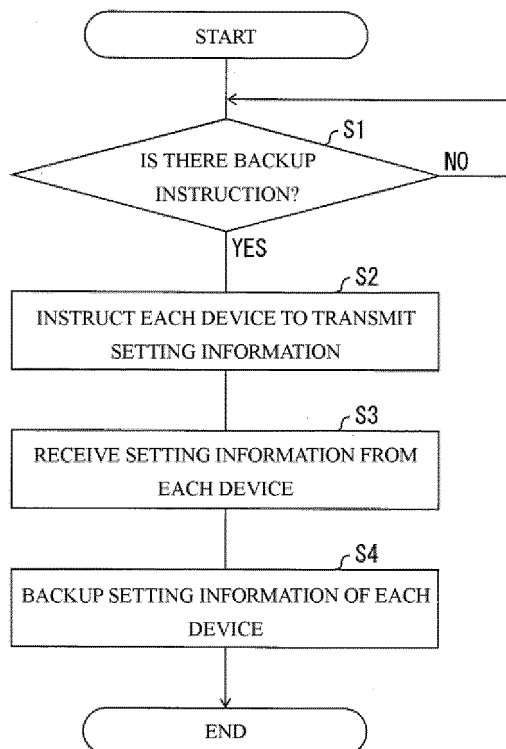 START
S1
IS THERE BACKUP
INSTRUCTION?
NO
YES
S2
INSTRUCT EACH DEVICE TO TRANSMIT
SETTING INFORMATION
S3
RECEIVE SETTING INFORMATION FROM
EACH DEVICE
S4
BACKUP SETTING INFORMATION OF EACH
DEVICE
END